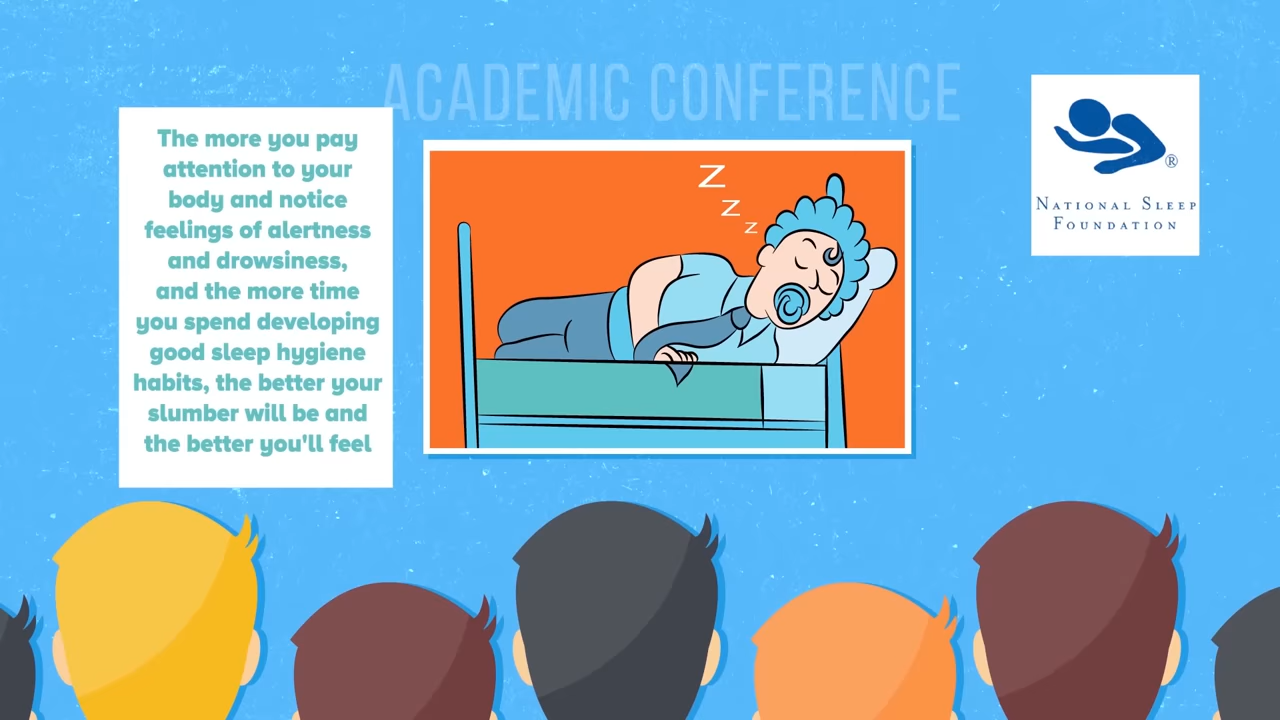 ACADEMIC CONFERENCE
The more you pay
attention to your
body and notice
feelings of alertness
and drowsiness,
and the more time
you spend developing
good sleep hygiene
habits, the better your
slumber will be and
the better you'll feel
Z
Z
Z
®
NATIONAL SLEEP
FOUNDATION